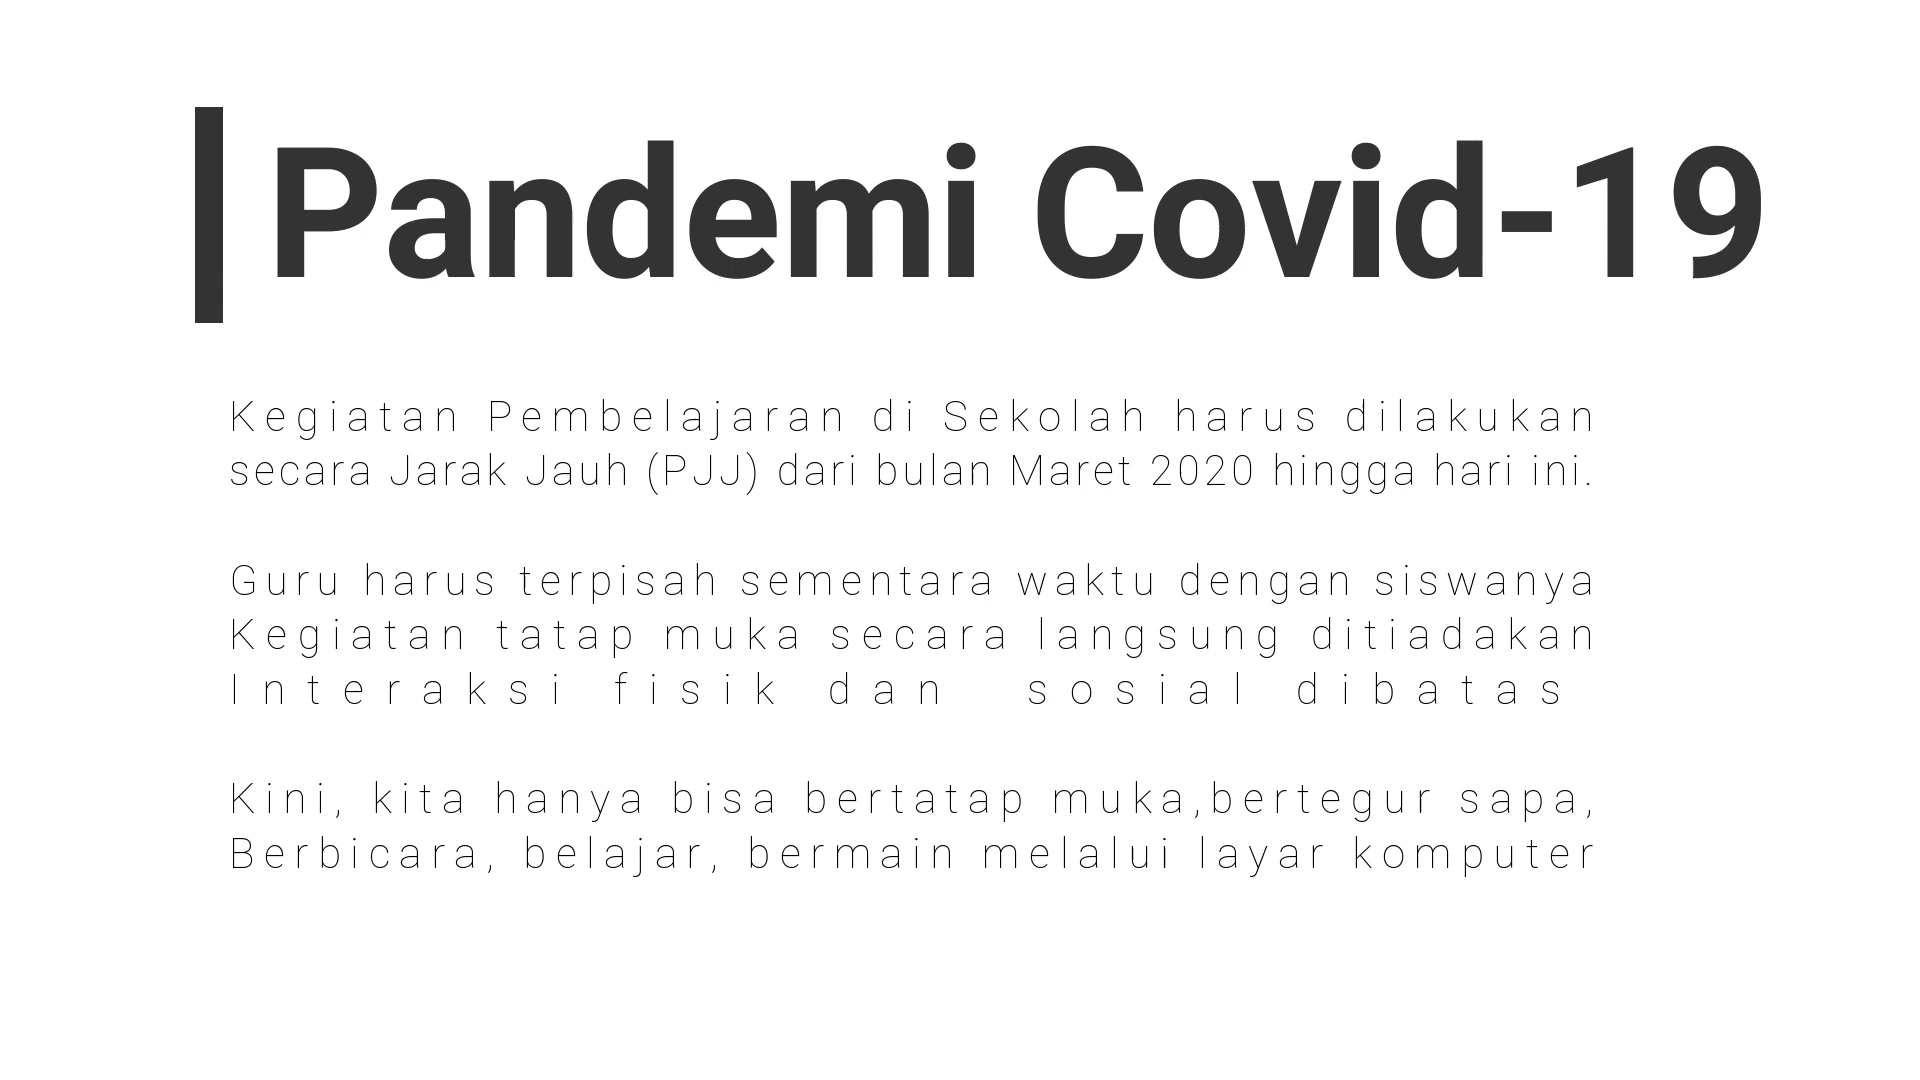 Pandemi Covid-19
Kegiatan Pembelajaran di Sekolah harus dilakukan
secara Jarak Jauh (PJJ) dari bulan Maret 2020 hingga hari ini.
Guru harus terpisah sementara waktu dengan siswanya
Kegiatan tatap muka secara langsung ditiadakan
Interaksi fisik dan sosial dibatas
Kini, kita hanya bisa bertatap muka,bertegur sapa,
Berbicara, belajar, bermain melalui layar komputer